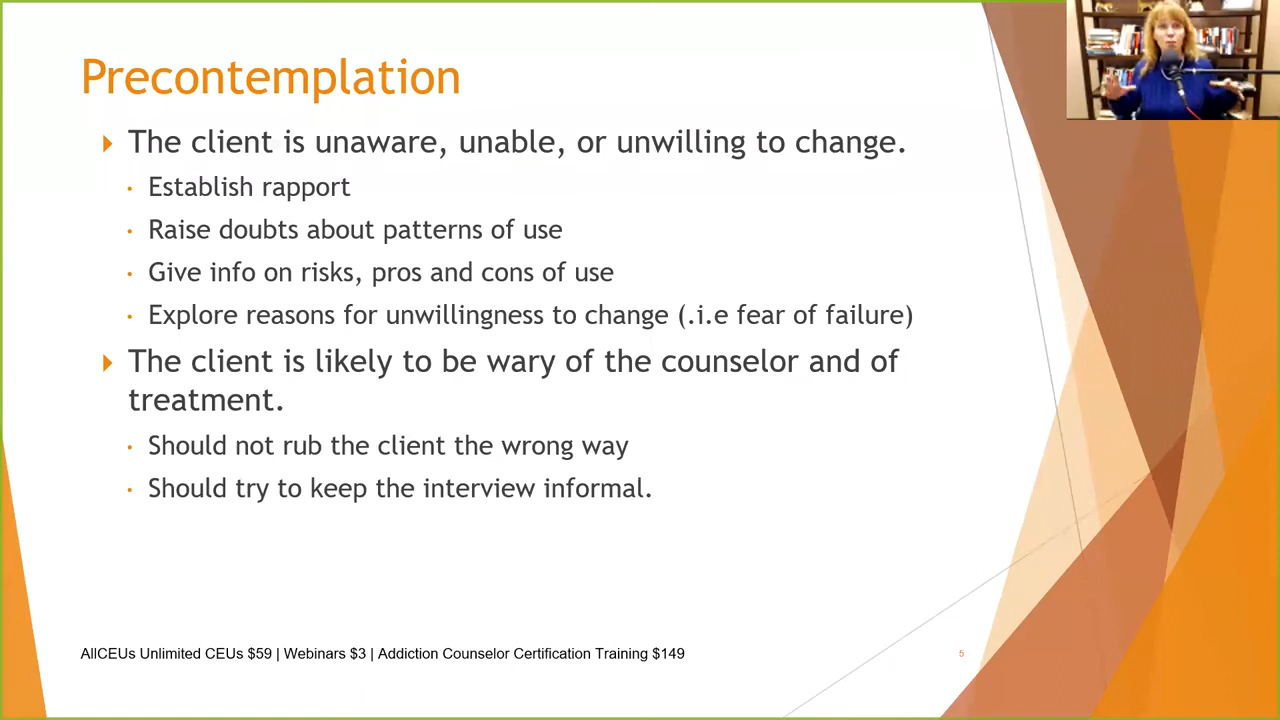 Precontemplation
The client is unaware, unable, or unwilling to change.
Establish rapport
Raise doubts about patterns of use
Give info on risks, pros and cons of use
Explore reasons for unwillingness to change (.i.e fear of failure)
The client is likely to be wary of the counselor and of
treatment.
Should not rub the client the wrong way
Should try to keep the interview informal.
AllCEUs Unlimited CEUs $59 | Webinars $3 | Addiction Counselor Certification Training $149
5